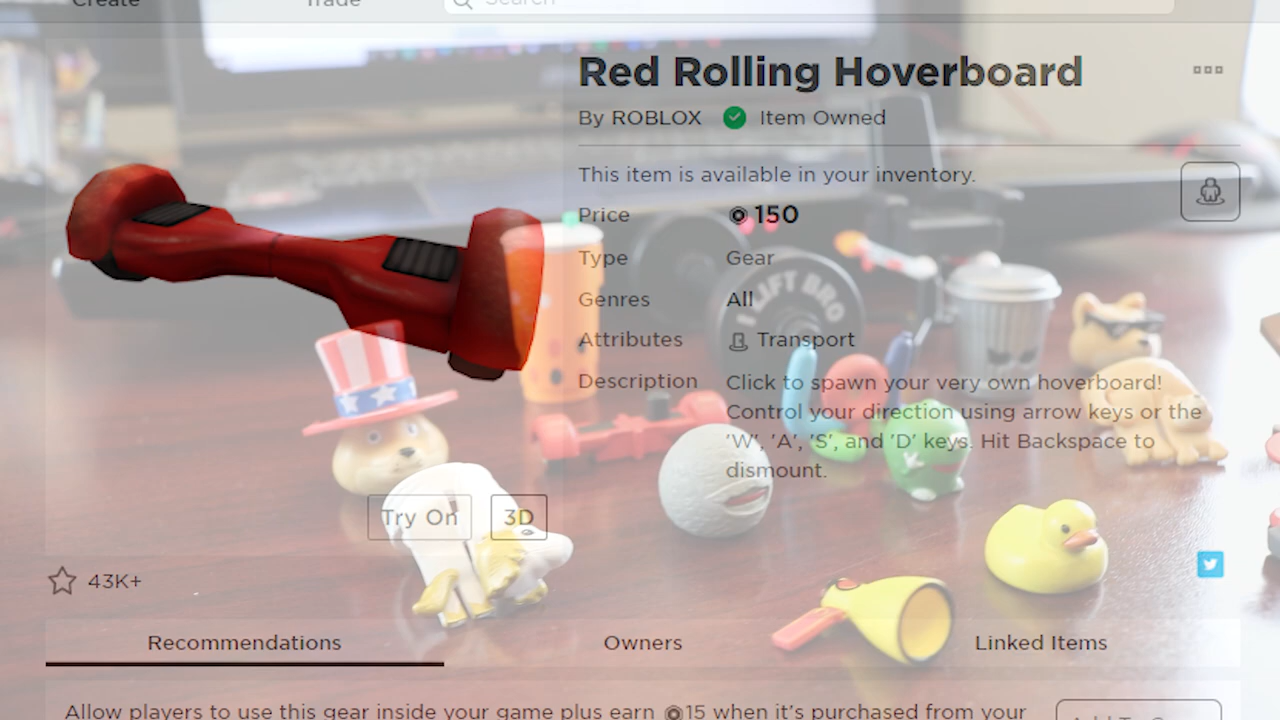 Create Trade Search
Red Rolling Hoverboard
By ROBLOX Item Owned
This item is available in your inventory.
Price 150
Type Gear
Genres All
Attributes Transport
Description Click to spawn your very own hoverboard!
Control your direction using arrow keys or the
'W', 'A', 'S', and 'D' keys. Hit Backspace to
dismount.
I LIFT BRO
Try On 3D
43K+
Recommendations Owners Linked Items
Allow players to use this gear inside your game plus earn 15 when it's purchased from your